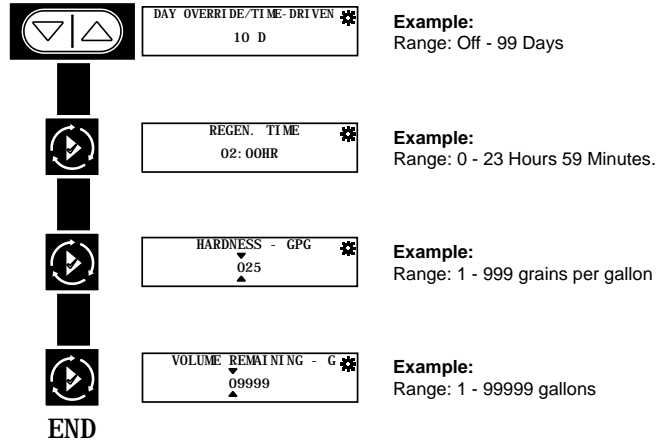 DAY OVERRIDE/TIME-DRIVEN
10 D
Example:
Range: Off - 99 Days
REGEN. TIME
02:00HR
Example:
Range: 0 - 23 Hours 59 Minutes.
HARDNESS - GPG
025
Example:
Range: 1 - 999 grains per gallon
VOLUME REMAINING - G
09999
Example:
Range: 1 - 99999 gallons
END